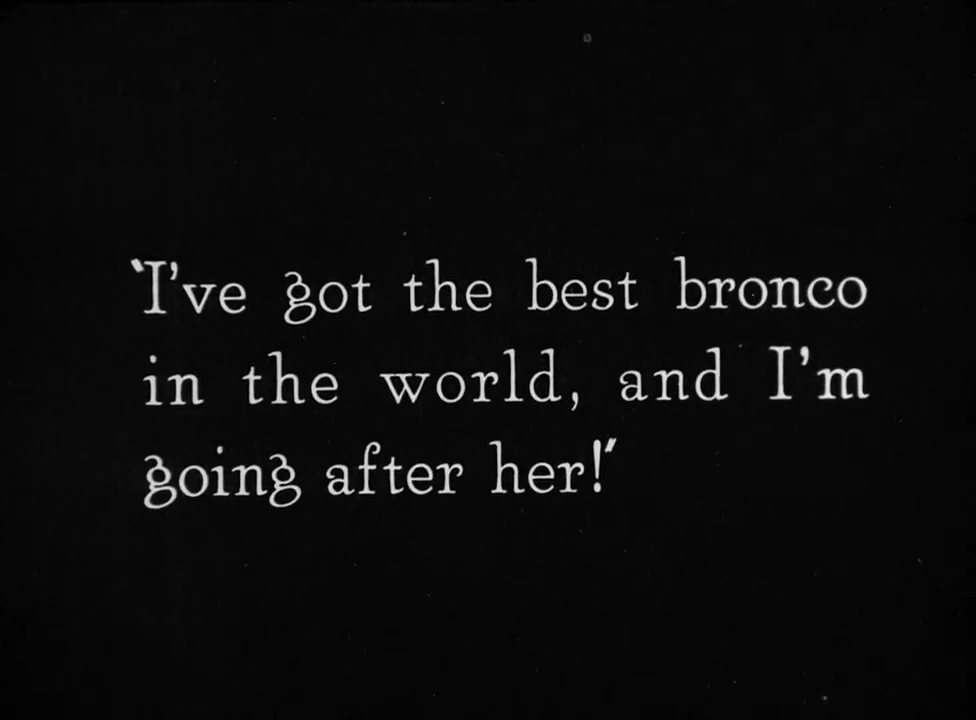 "I've got the best bronco
in the world, and I'm
going after her!"